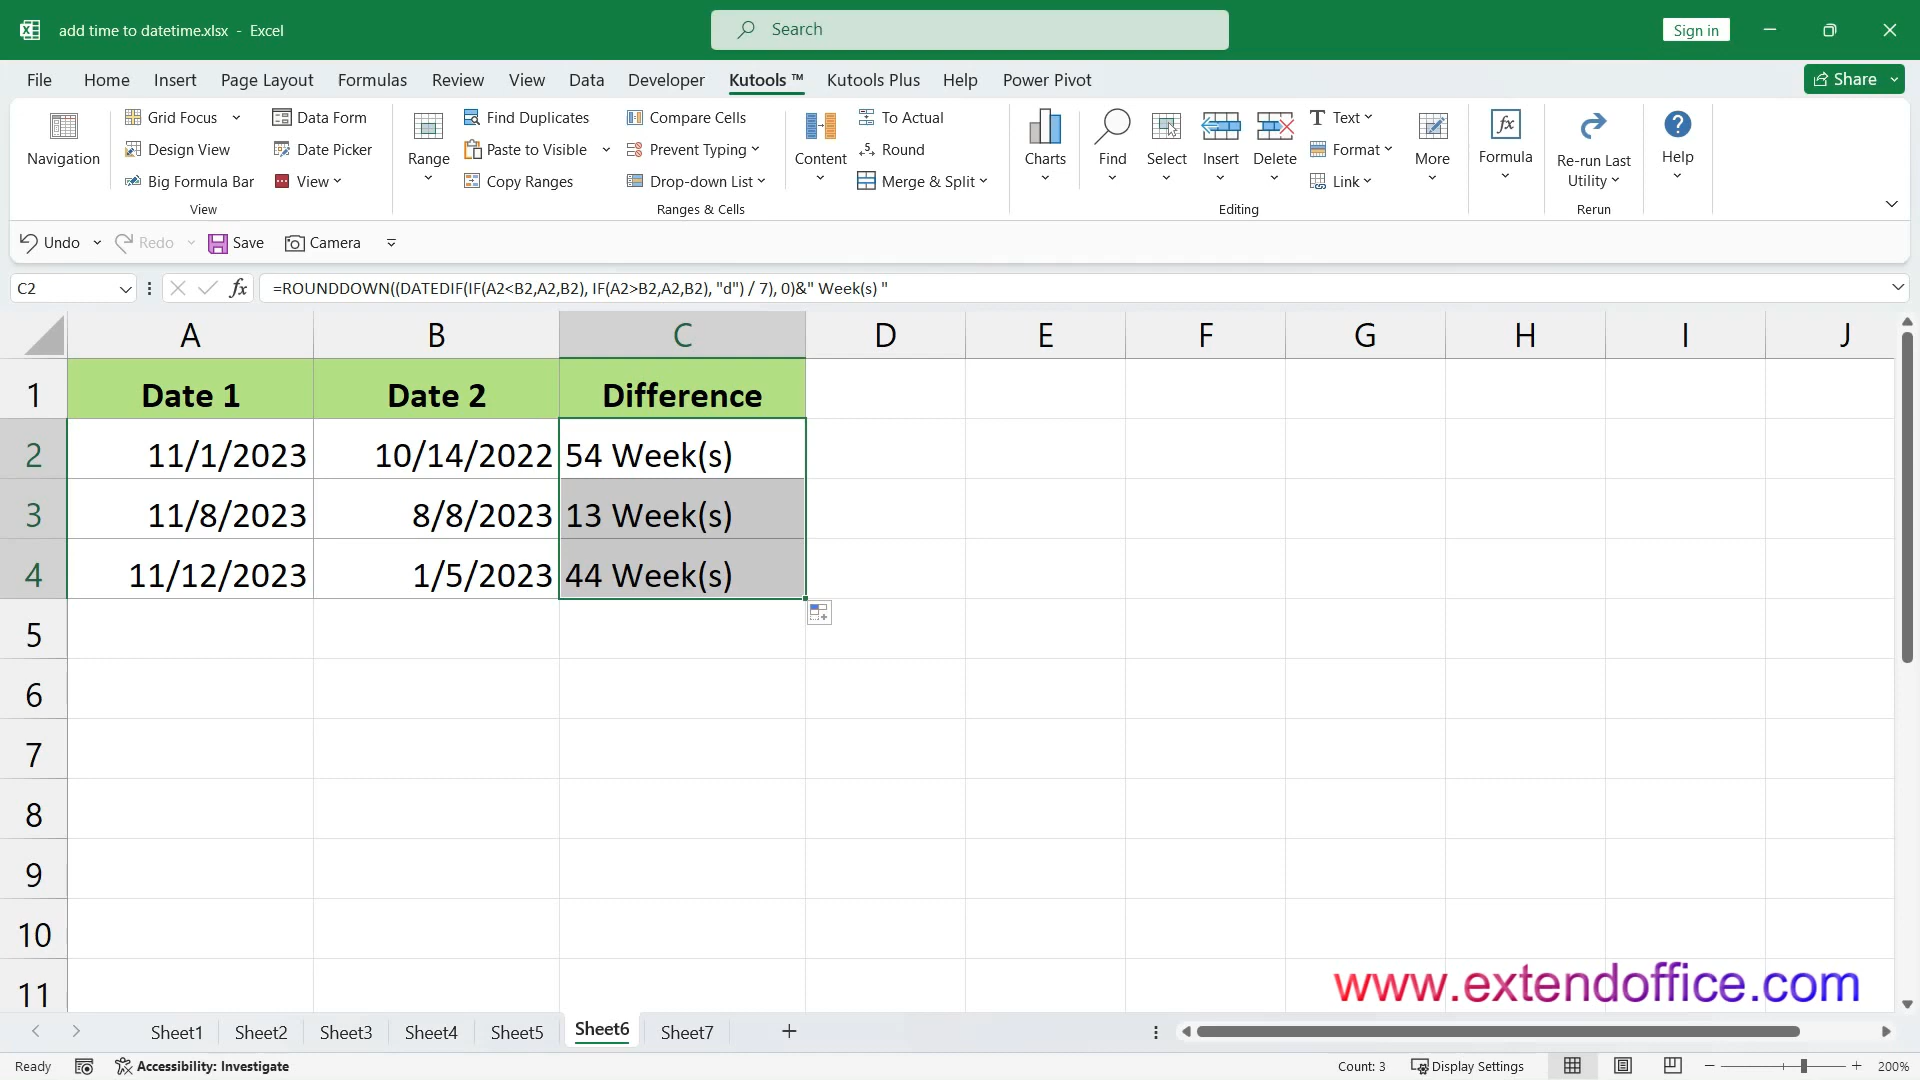 add time to datetime.xlsx - Excel
Search
Sign in
File Home Insert Page Layout Formulas Review View Data Developer Kutools ™ Kutools Plus Help Power Pivot
Share
Navigation
Grid Focus
Design View
Big Formula Bar
Data Form
Date Picker
View
View
Range
Find Duplicates
Paste to Visible
Copy Ranges
Compare Cells
Prevent Typing
Drop-down List
Ranges & Cells
Content
To Actual
Round
Merge & Split
Charts
Find
Select
Insert
Delete
Text
Format
Link
More
Editing
Formula
Re-run Last
Utility
Rerun
Help
Undo Redo Save Camera
C2
fx
=ROUNDDOWN((DATEDIF(IF(A2<B2,A2,B2), IF(A2>B2,A2,B2), "d") / 7), 0)&" Week(s) "
A B C D E F G H I J
1 Date 1 Date 2 Difference
2 11/1/2023 10/14/2022 54 Week(s)
3 11/8/2023 8/8/2023 13 Week(s)
4 11/12/2023 1/5/2023 44 Week(s)
5
6
7
8
9
10
11
www.extendoffice.com
Sheet1 Sheet2 Sheet3 Sheet4 Sheet5 Sheet6 Sheet7
Ready Accessibility: Investigate Count: 3 Display Settings 200%